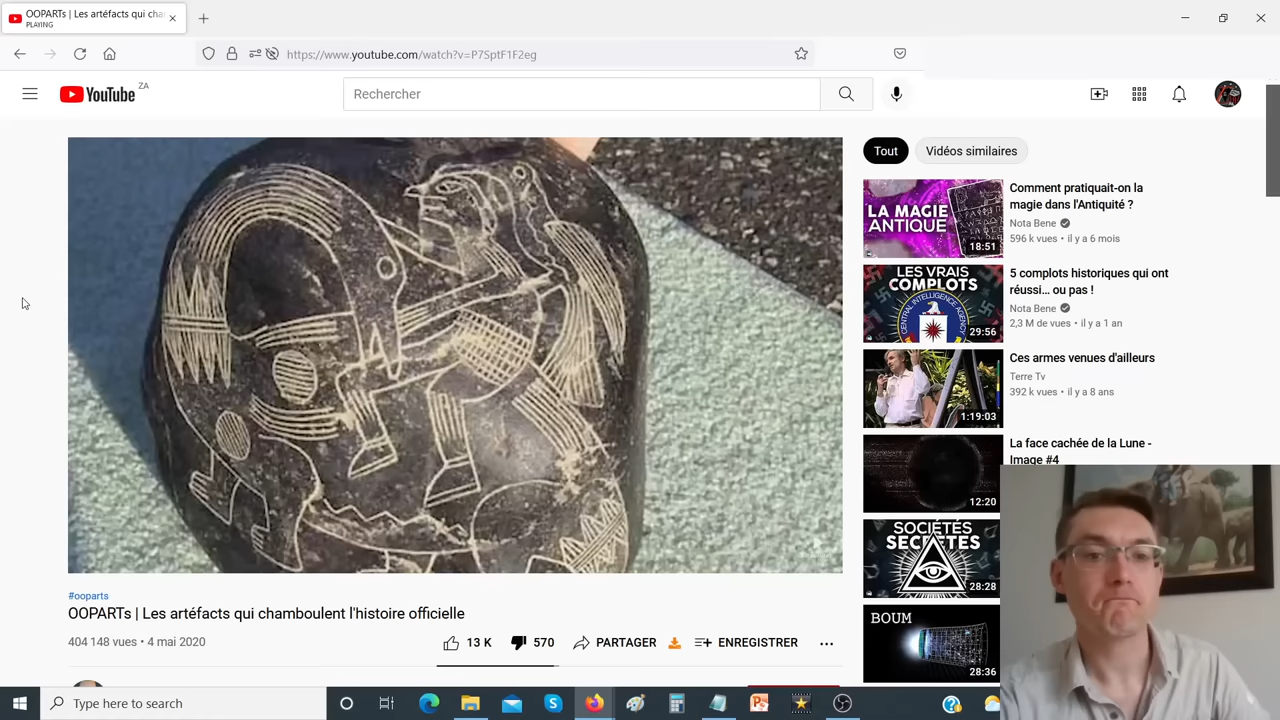 OOPARTs | Les artéfacts qui cha
PLAYING
https://www.youtube.com/watch?v=P7SptF1F2eg
YouTube ZA
Rechercher
Tout
Vidéos similaires
LA MAGIE
ANTIQUE
18:51
Comment pratiquait-on la
magie dans l'Antiquité ?
Nota Bene
596 k vues • il y a 6 mois
LES VRAIS
COMPLOTS
CENTRAL INTELLIGENCE AGENCY
29:56
5 complots historiques qui ont
réussi... ou pas !
Nota Bene
2,3 M de vues • il y a 1 an
1:19:03
Ces armes venues d'ailleurs
Terre Tv
392 k vues • il y a 8 ans
12:20
La face cachée de la Lune -
Image #4
SOCIÉTÉS
SECRÈTES
28:28
BOUM
28:36
#ooparts
OOPARTs | Les artéfacts qui chamboulent l'histoire officielle
404 148 vues • 4 mai 2020
13 K
570
PARTAGER
ENREGISTRER
Type here to search